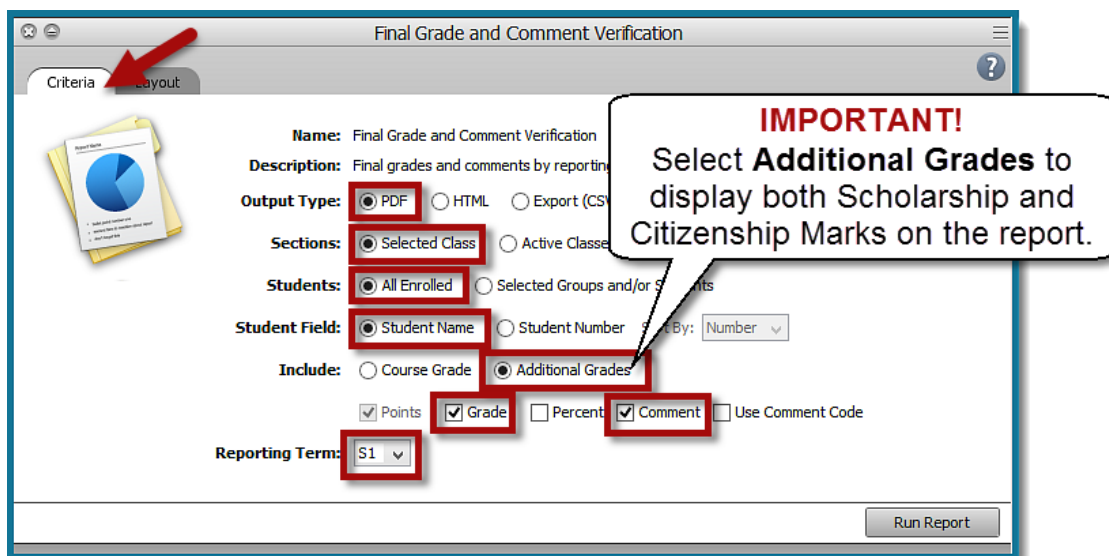 Final Grade and Comment Verification
Criteria
Layout
?
IMPORTANT!
Select Additional Grades to
display both Scholarship and
Citizenship Marks on the report.
Name: Final Grade and Comment Verification
Description: Final grades and comments by reporting
Output Type: PDF HTML Export (CSV
Sections: Selected Class Active Classe
Students: All Enrolled Selected Groups and/or
Student Field: Student Name Student Number By: Number
Include: Course Grade Additional Grades
Points Grade Percent Comment Use Comment Code
Reporting Term: S1
Run Report